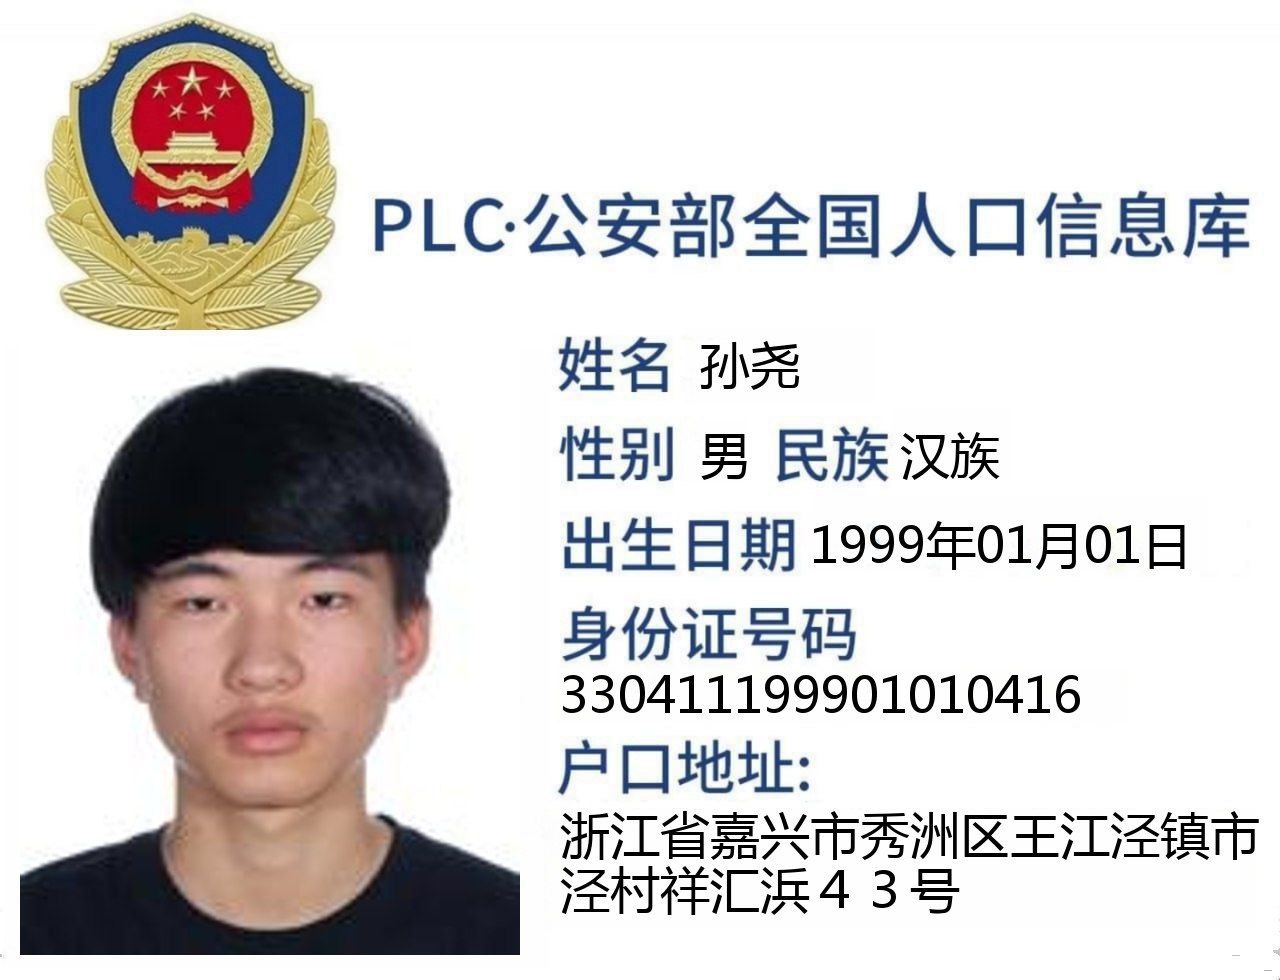 PLC·公安部全国人口信息库
姓名 孙尧
性别 男 民族 汉族
出生日期 1999年01月01日
身份证号码
330411199901010416
户口地址:
浙江省嘉兴市秀洲区王江泾镇市
泾村祥汇浜４３号